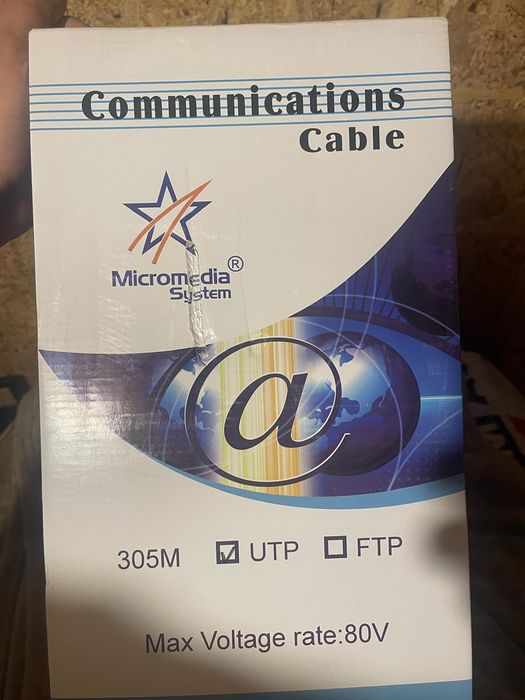 Communications
Cable
Micromedia®
System
@
305M ☑ UTP ☐ FTP
Max Voltage rate:80V